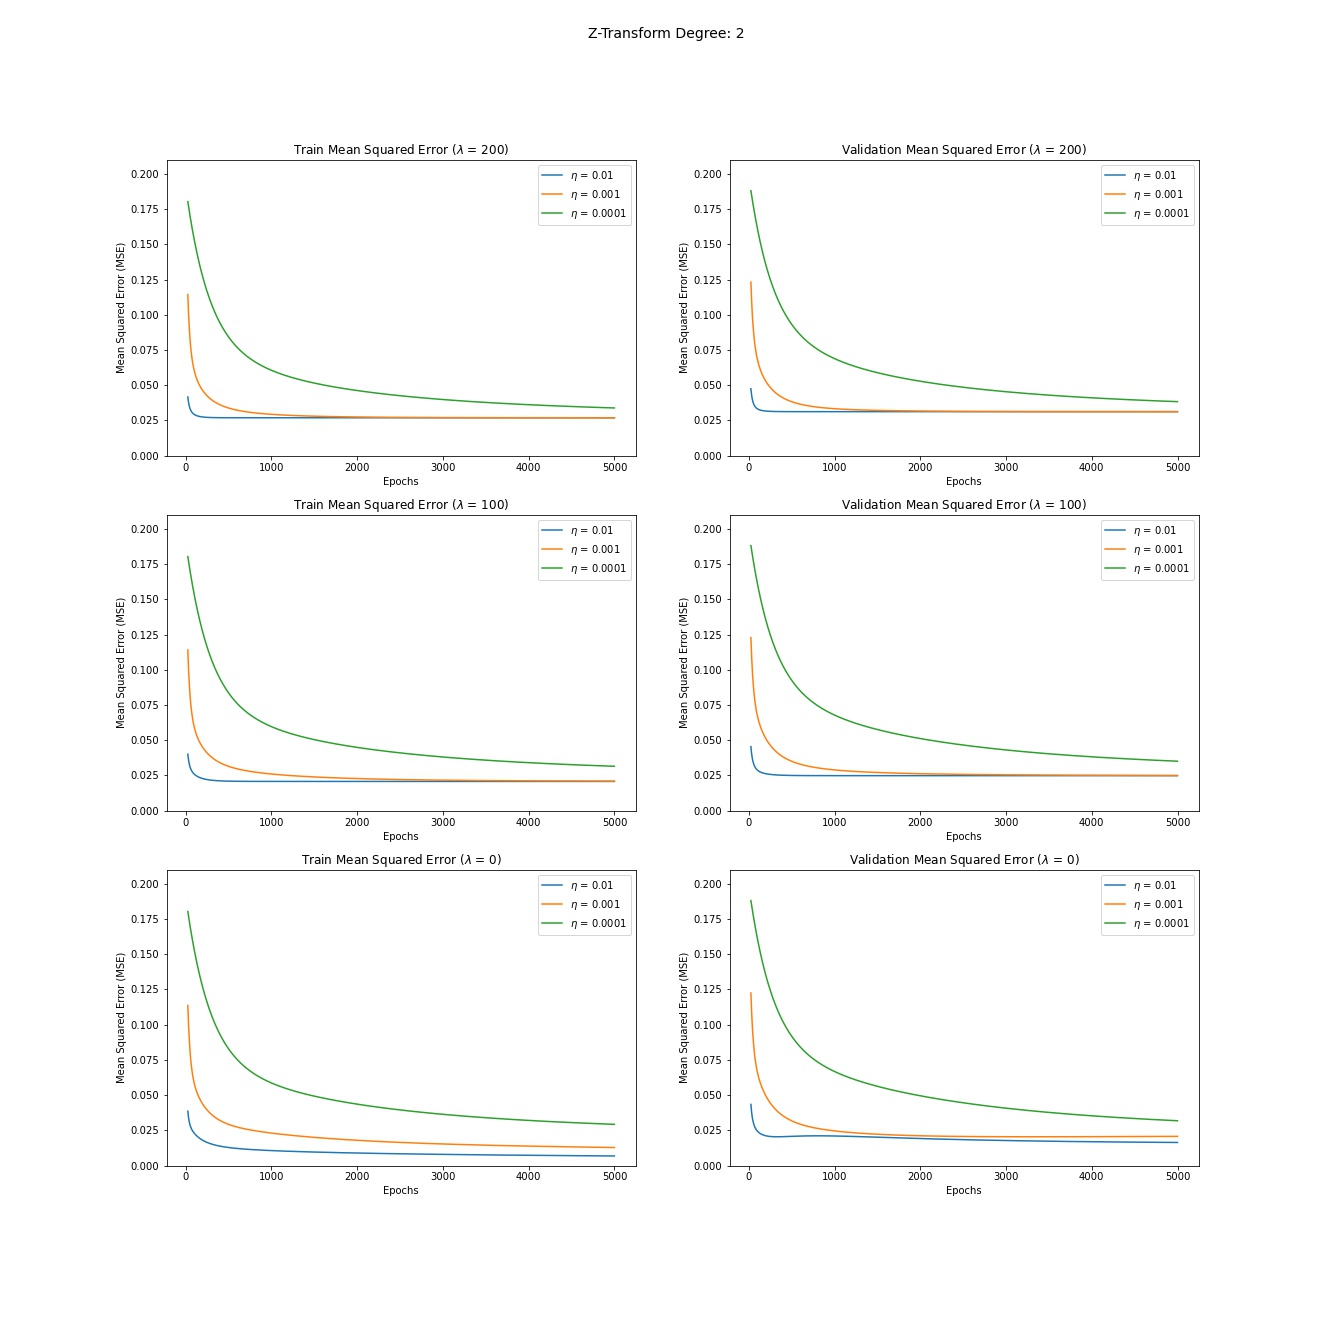 Z-Transform Degree: 2
Train Mean Squared Error (λ = 200)
Mean Squared Error (MSE)
0.200
0.175
0.150
0.125
0.100
0.075
0.050
0.025
0.000
η = 0.01
η = 0.001
η = 0.0001
0 1000 2000 3000 4000 5000
Epochs
Validation Mean Squared Error (λ = 200)
Mean Squared Error (MSE)
0.200
0.175
0.150
0.125
0.100
0.075
0.050
0.025
0.000
η = 0.01
η = 0.001
η = 0.0001
0 1000 2000 3000 4000 5000
Epochs
Train Mean Squared Error (λ = 100)
Mean Squared Error (MSE)
0.200
0.175
0.150
0.125
0.100
0.075
0.050
0.025
0.000
η = 0.01
η = 0.001
η = 0.0001
0 1000 2000 3000 4000 5000
Epochs
Validation Mean Squared Error (λ = 100)
Mean Squared Error (MSE)
0.200
0.175
0.150
0.125
0.100
0.075
0.050
0.025
0.000
η = 0.01
η = 0.001
η = 0.0001
0 1000 2000 3000 4000 5000
Epochs
Train Mean Squared Error (λ = 0)
Mean Squared Error (MSE)
0.200
0.175
0.150
0.125
0.100
0.075
0.050
0.025
0.000
η = 0.01
η = 0.001
η = 0.0001
0 1000 2000 3000 4000 5000
Epochs
Validation Mean Squared Error (λ = 0)
Mean Squared Error (MSE)
0.200
0.175
0.150
0.125
0.100
0.075
0.050
0.025
0.000
η = 0.01
η = 0.001
η = 0.0001
0 1000 2000 3000 4000 5000
Epochs